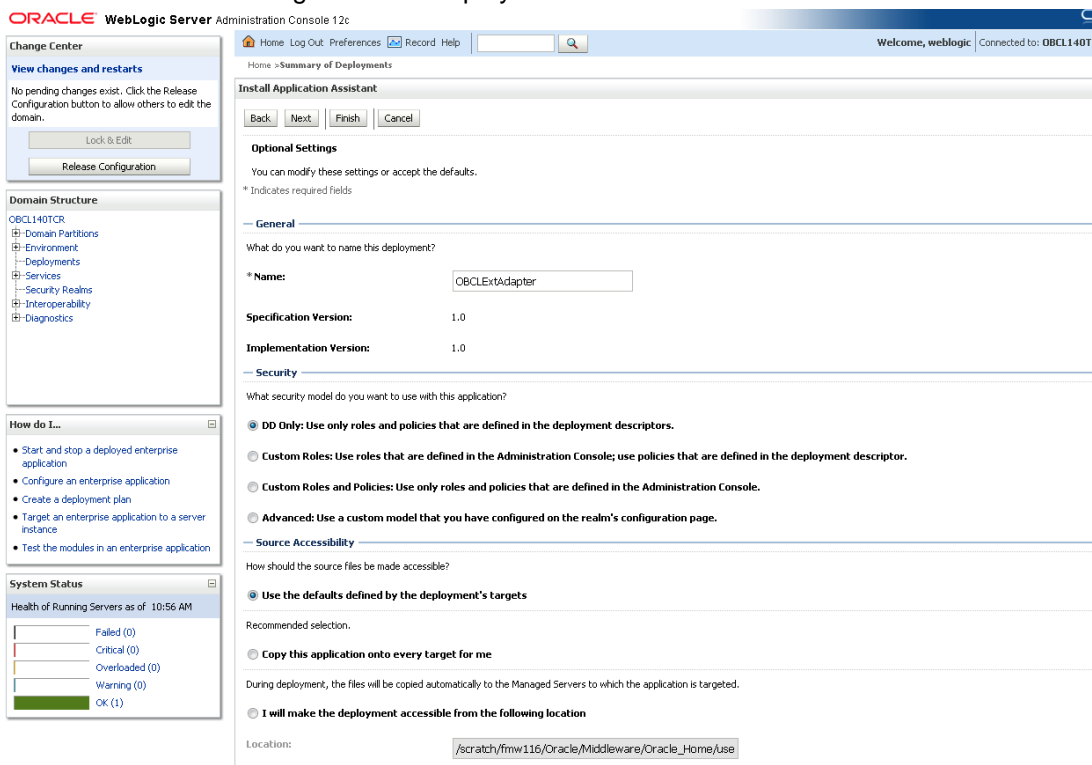 ORACLE WebLogic Server Administration Console 12c
Change Center
View changes and restarts
No pending changes exist. Click the Release
Configuration button to allow others to edit the
domain.
Lock & Edit
Release Configuration
Domain Structure
OBCL140TCR
Domain Partitions
Environment
Deployments
Services
Security Realms
Interoperability
Diagnostics
How do I...
Start and stop a deployed enterprise
application
Configure an enterprise application
Create a deployment plan
Target an enterprise application to a server
instance
Test the modules in an enterprise application
System Status
Health of Running Servers as of 10:56 AM
Failed (0)
Critical (0)
Overloaded (0)
Warning (0)
OK (1)
Home Log Out Preferences Record Help
Welcome, weblogic Connected to: OBCL140T
Home >Summary of Deployments
Install Application Assistant
Back Next Finish Cancel
Optional Settings
You can modify these settings or accept the defaults.
* Indicates required fields
General
What do you want to name this deployment?
* Name: OBCLExtAdapter
Specification Version: 1.0
Implementation Version: 1.0
Security
What security model do you want to use with this application?
DD Only: Use only roles and policies that are defined in the deployment descriptors.
Custom Roles: Use roles that are defined in the Administration Console; use policies that are defined in the deployment descriptor.
Custom Roles and Policies: Use only roles and policies that are defined in the Administration Console.
Advanced: Use a custom model that you have configured on the realm's configuration page.
Source Accessibility
How should the source files be made accessible?
Use the defaults defined by the deployment's targets
Recommended selection.
Copy this application onto every target for me
During deployment, the files will be copied automatically to the Managed Servers to which the application is targeted.
I will make the deployment accessible from the following location
Location: /scratch/fmw116/Oracle/Middleware/Oracle_Home/use